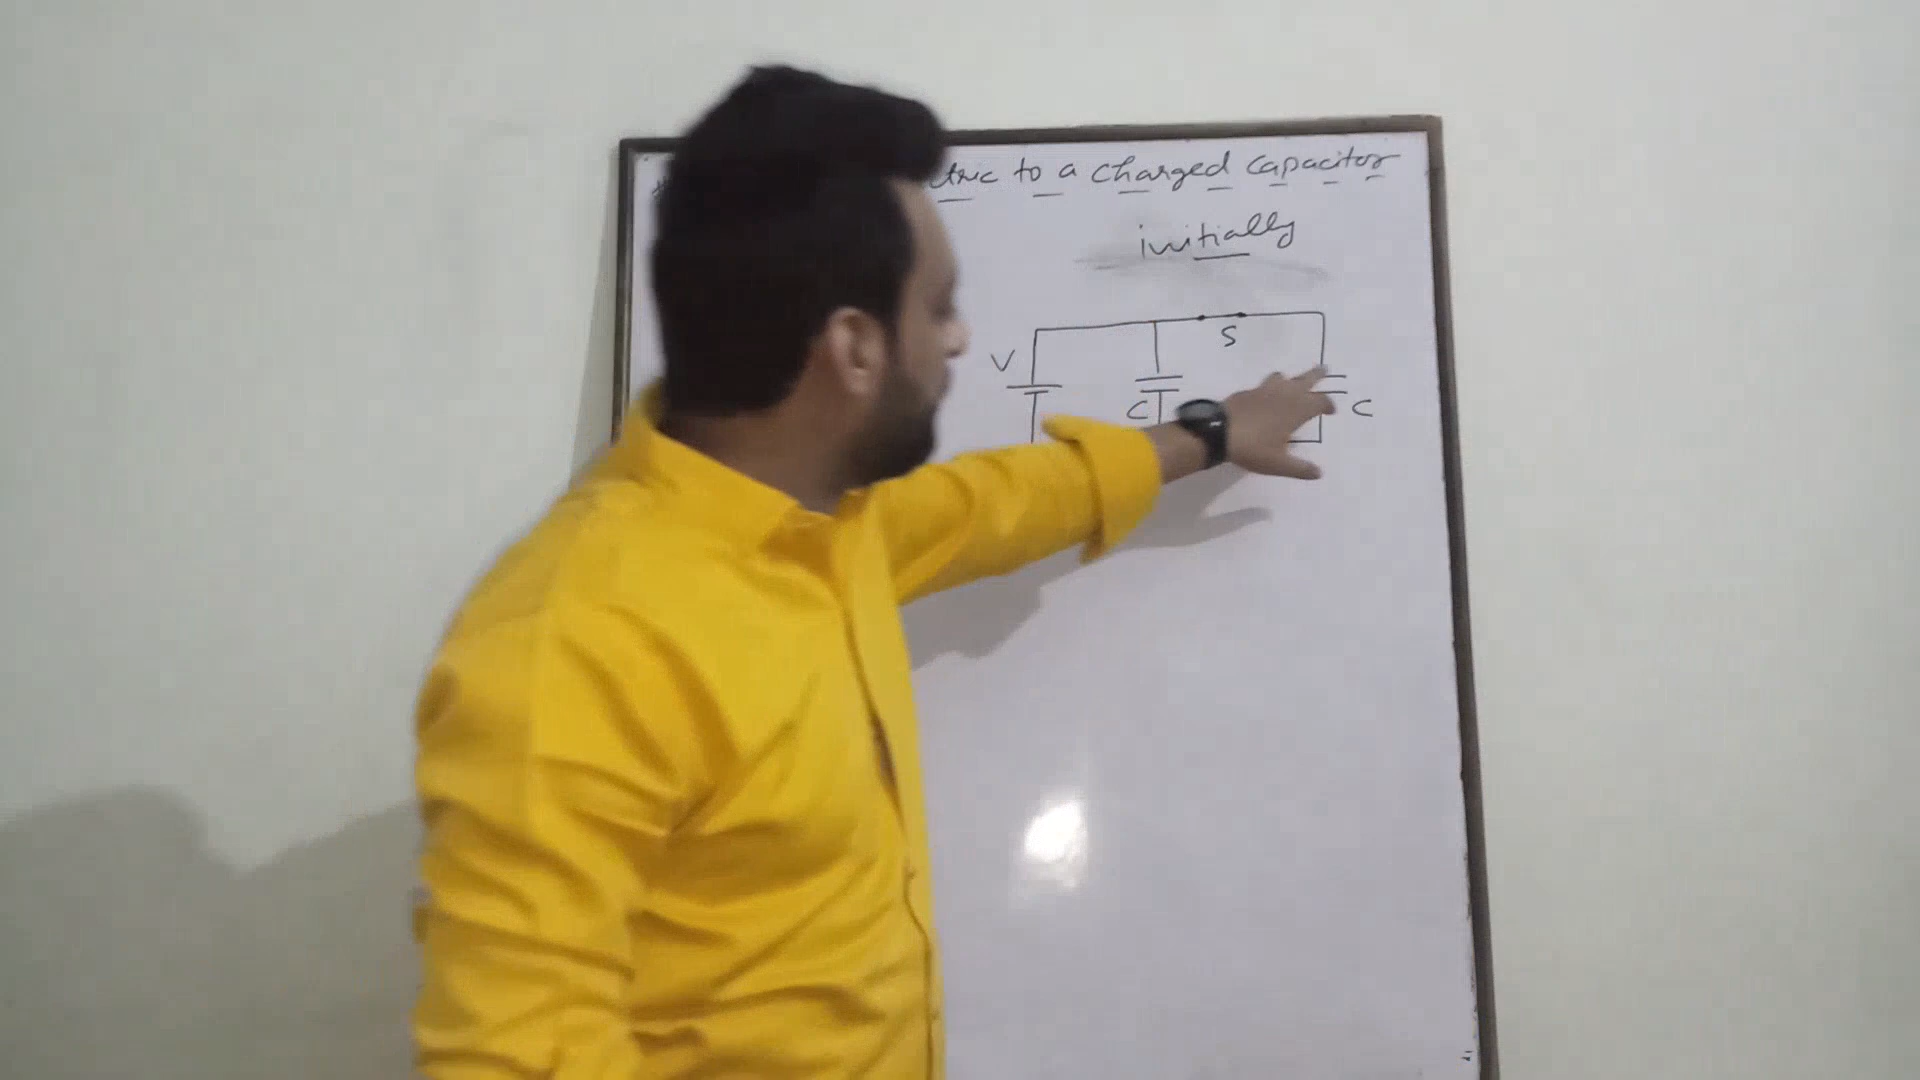 to a charged capacitor
initially
S
V
C
C